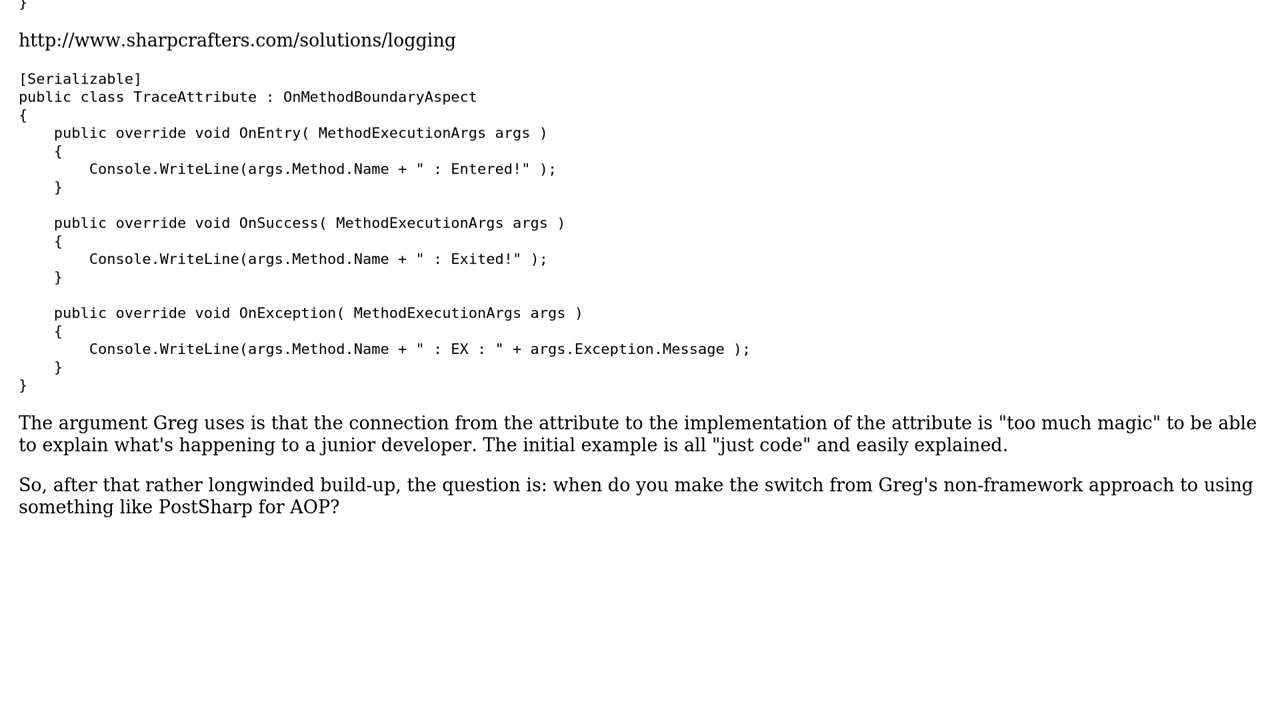 }
http://www.sharpcrafters.com/solutions/logging
[Serializable]
public class TraceAttribute : OnMethodBoundaryAspect
{
    public override void OnEntry( MethodExecutionArgs args )
    {
        Console.WriteLine(args.Method.Name + " : Entered!" );
    }
    public override void OnSuccess( MethodExecutionArgs args )
    {
        Console.WriteLine(args.Method.Name + " : Exited!" );
    }
    public override void OnException( MethodExecutionArgs args )
    {
        Console.WriteLine(args.Method.Name + " : EX : " + args.Exception.Message );
    }
}
The argument Greg uses is that the connection from the attribute to the implementation of the attribute is "too much magic" to be able
to explain what's happening to a junior developer. The initial example is all "just code" and easily explained.
So, after that rather longwinded build-up, the question is: when do you make the switch from Greg's non-framework approach to using
something like PostSharp for AOP?